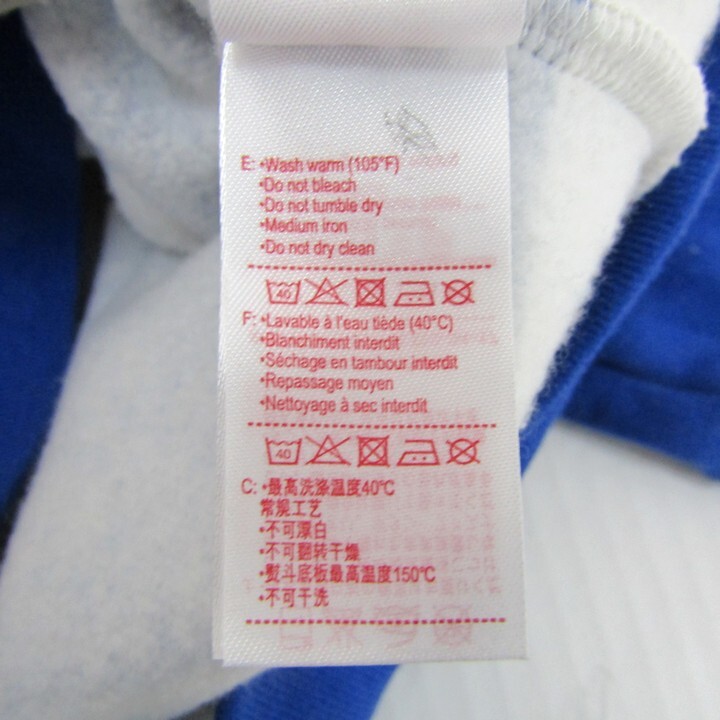 E: •Wash warm (105°F)
•Do not bleach
•Do not tumble dry
•Medium iron
•Do not dry clean
40
F: •Lavable à l'eau tiède (40°C)
•Blanchiment interdit
•Séchage en tambour interdit
•Repassage moyen
•Nettoyage à sec interdit
40
C: •最高洗涤温度40℃
常规工艺
•不可漂白
•不可翻转干燥
•熨斗底板最高温度150℃
•不可干洗